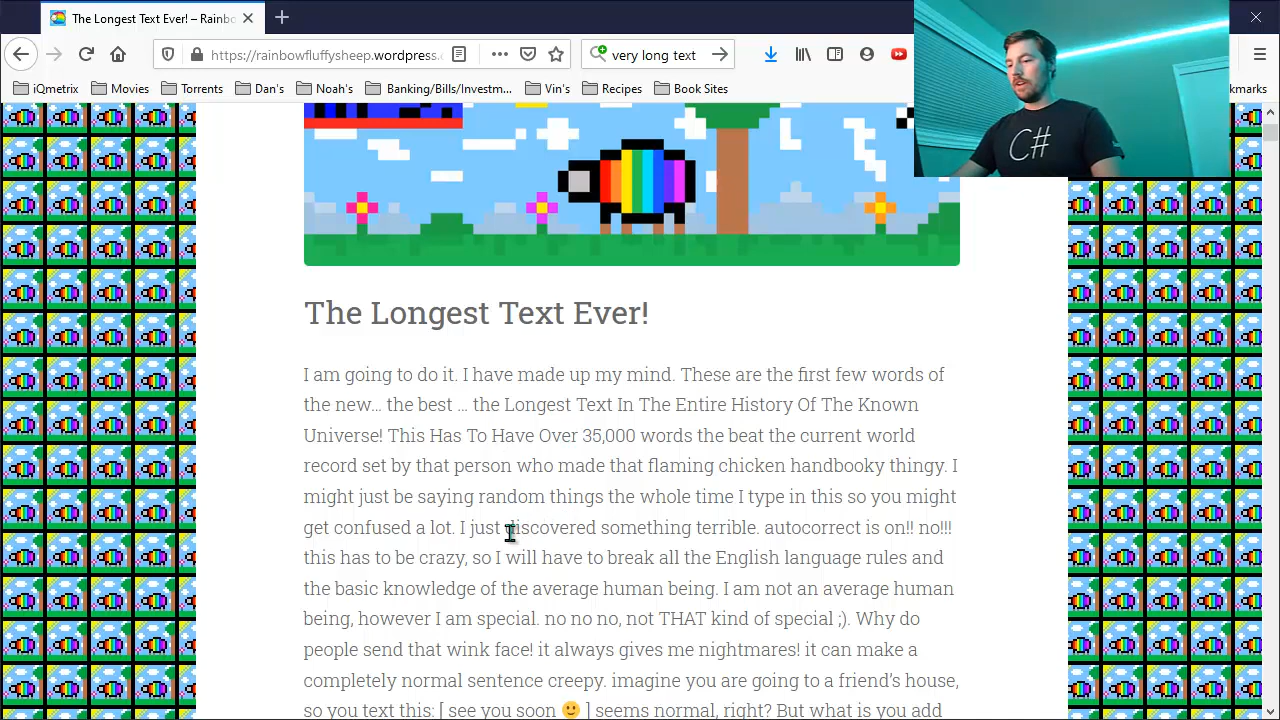 The Longest Text Ever! – Rainbo
https://rainbowfluffysheep.wordpress.c
very long text
iQmetrix
Movies
Torrents
Dan's
Noah's
Banking/Bills/Investm...
Vin's
Recipes
Book Sites
kmarks
C#
The Longest Text Ever!
I am going to do it. I have made up my mind. These are the first few words of
the new… the best … the Longest Text In The Entire History Of The Known
Universe! This Has To Have Over 35,000 words the beat the current world
record set by that person who made that flaming chicken handbooky thingy. I
might just be saying random things the whole time I type in this so you might
get confused a lot. I just discovered something terrible. autocorrect is on!! no!!!
this has to be crazy, so I will have to break all the English language rules and
the basic knowledge of the average human being. I am not an average human
being, however I am special. no no no, not THAT kind of special ;). Why do
people send that wink face! it always gives me nightmares! it can make a
completely normal sentence creepy. imagine you are going to a friend's house,
so you text this: [ see you soon 🙂 ] seems normal, right? But what is you add